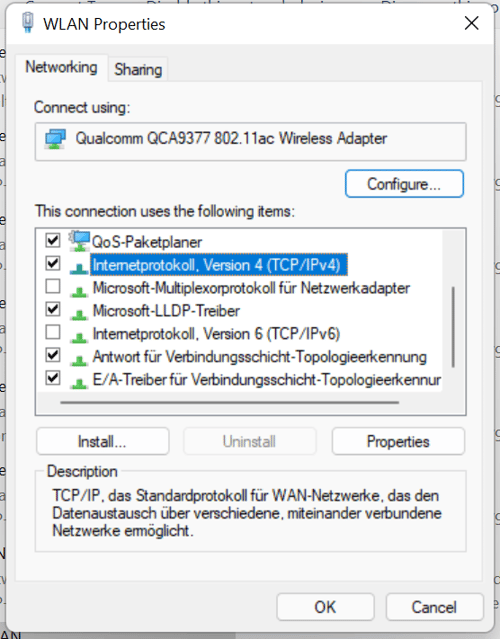 WLAN Properties
Networking
Sharing
Connect using:
Qualcomm QCA9377 802.11ac Wireless Adapter
Configure...
This connection uses the following items:
QoS-Paketplaner
Internetprotokoll, Version 4 (TCP/IPv4)
Microsoft-Multiplexorprotokoll für Netzwerkadapter
Microsoft-LLDP-Treiber
Internetprotokoll, Version 6 (TCP/IPv6)
Antwort für Verbindungsschicht-Topologieerkennung
E/A-Treiber für Verbindungsschicht-Topologieerkennur
Install...
Uninstall
Properties
Description
TCP/IP, das Standardprotokoll für WAN-Netzwerke, das den
Datenaustausch über verschiedene, miteinander verbundene
Netzwerke ermöglicht.
OK
Cancel